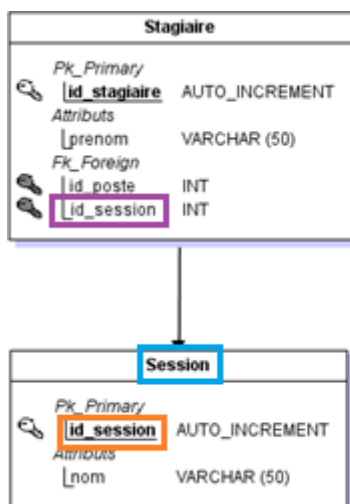 Stagiaire
Pk_Primary
id_stagiaire AUTO_INCREMENT
Attributs
prenom VARCHAR (50)
Fk_Foreign
id_poste INT
id_session INT
Session
Pk_Primary
id_session AUTO_INCREMENT
Attributs
nom VARCHAR (50)